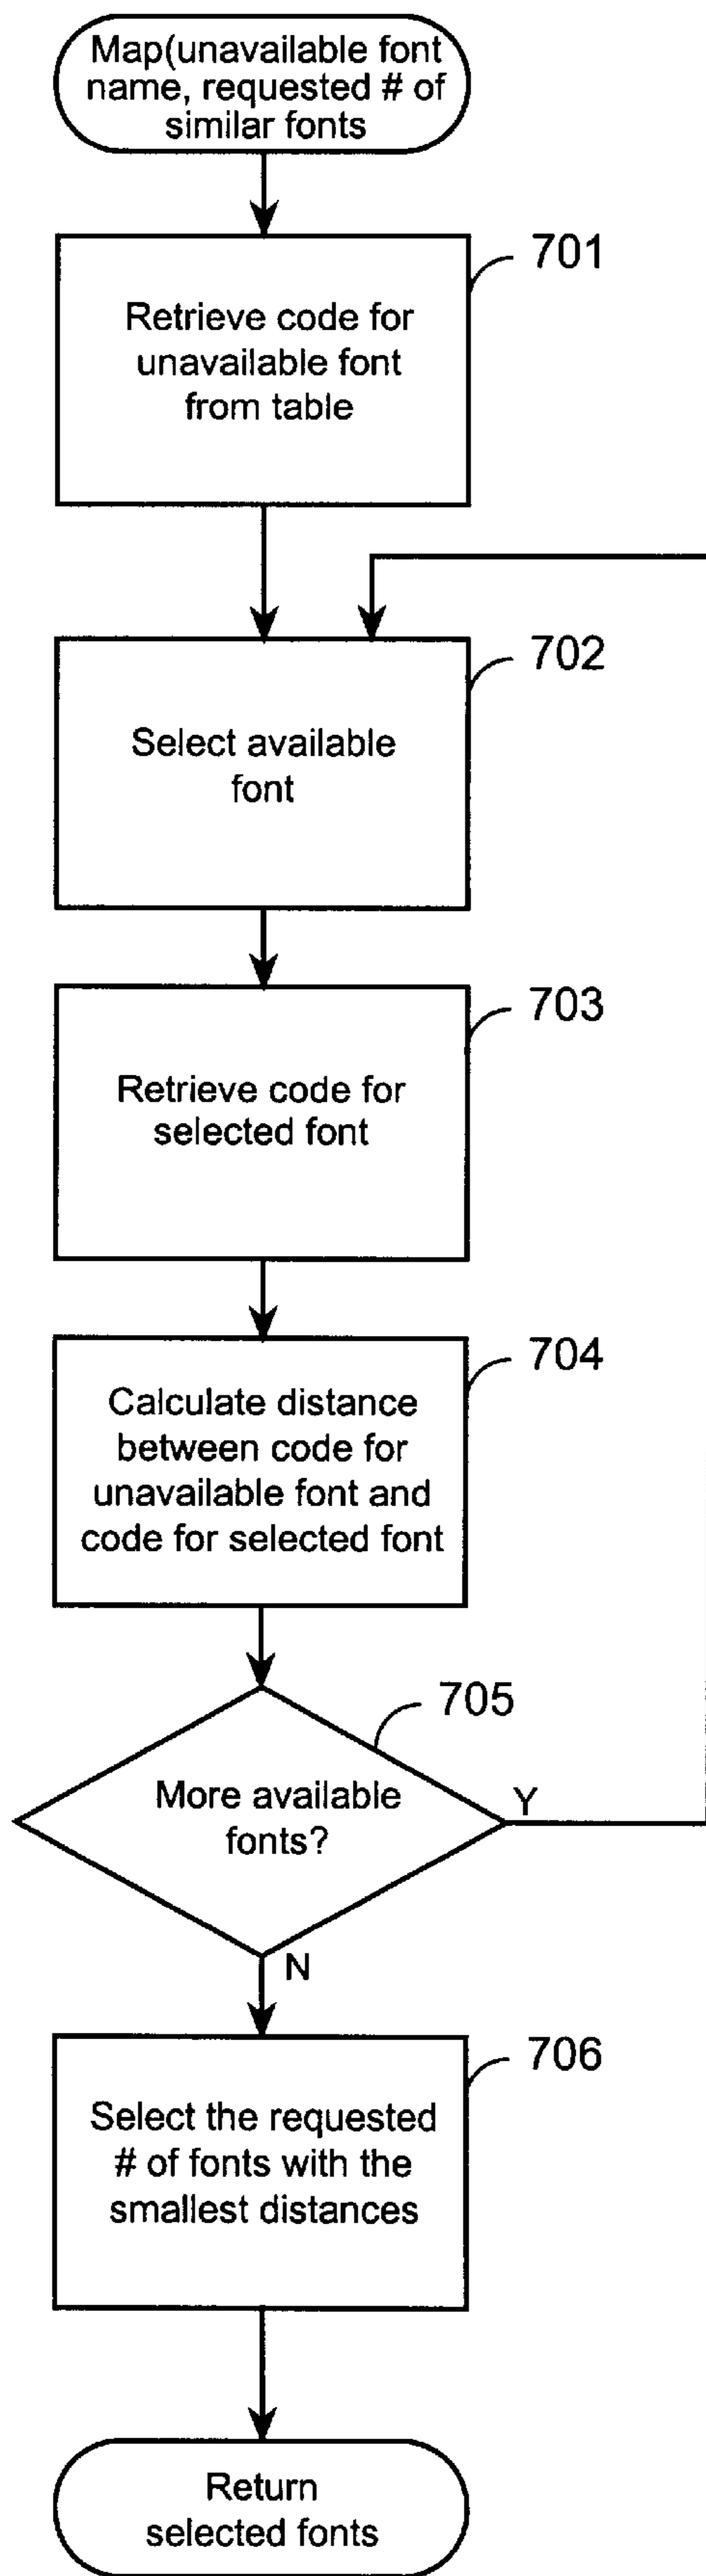 Map(unavailable font
name, requested # of
similar fonts
701
Retrieve code for
unavailable font
from table
702
Select available
font
703
Retrieve code for
selected font
704
Calculate distance
between code for
unavailable font and
code for selected font
705
More available
fonts?
Y
N
706
Select the requested
# of fonts with the
smallest distances
Return
selected fonts